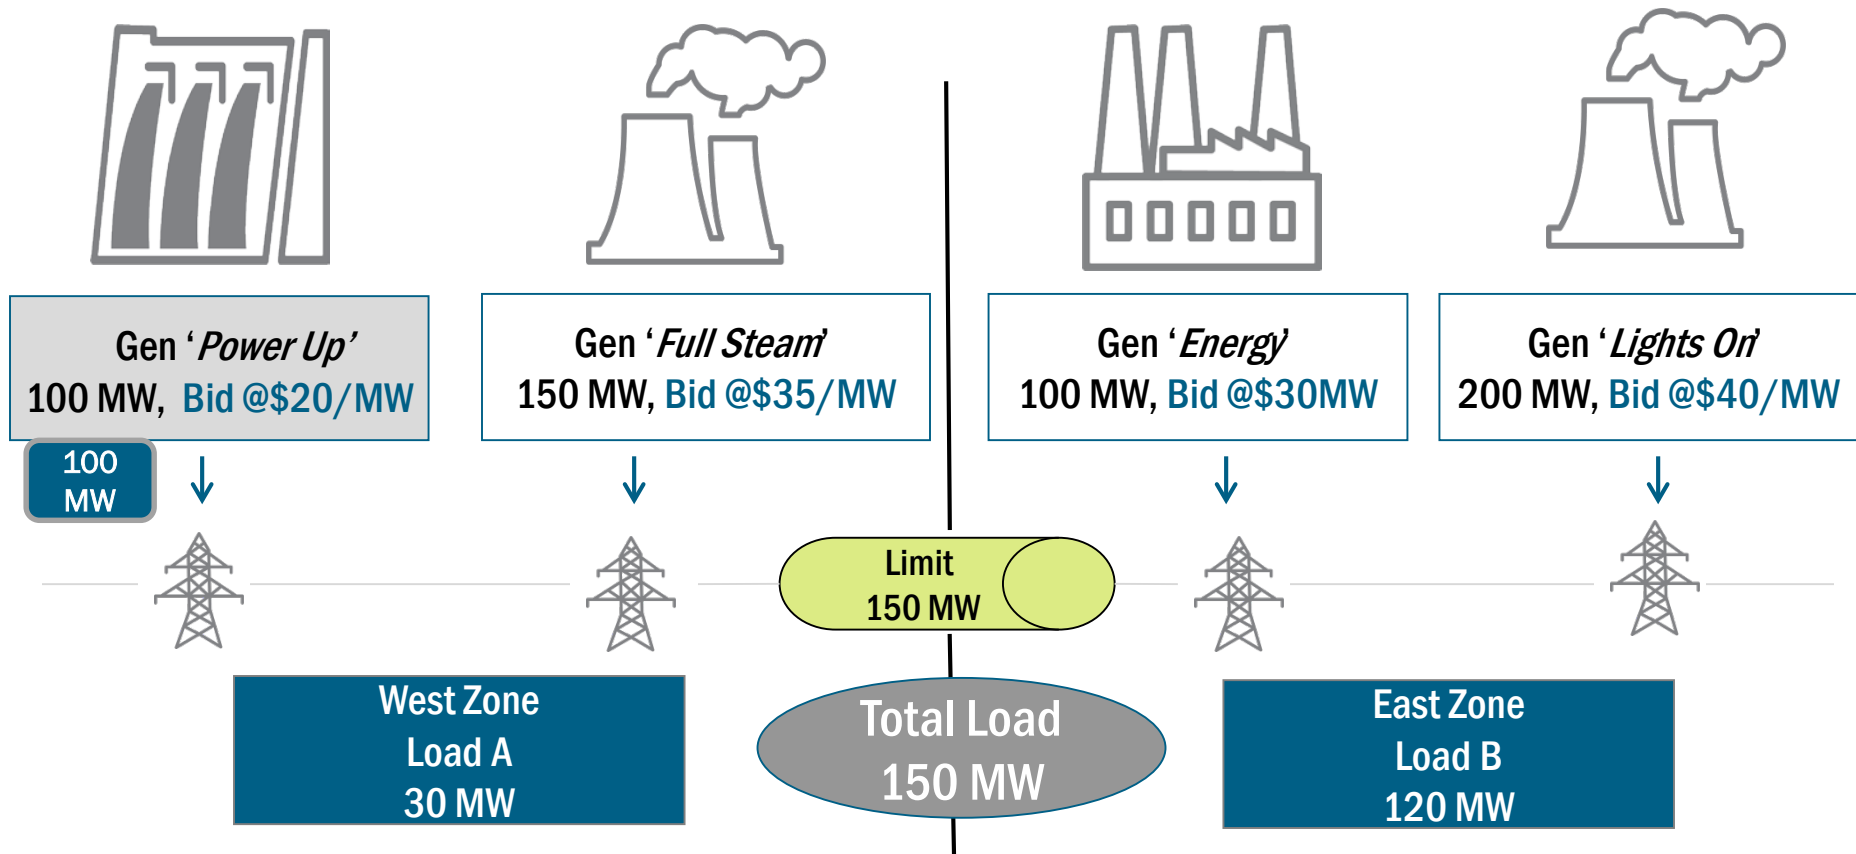 Gen ‘Power Up’
100 MW, Bid @$20/MW
Gen ‘Full Steam’
150 MW, Bid @$35/MW
Gen ‘Energy’
100 MW, Bid @$30MW
Gen ‘Lights On’
200 MW, Bid @$40/MW
100
MW
Limit
150 MW
West Zone
Load A
30 MW
Total Load
150 MW
East Zone
Load B
120 MW